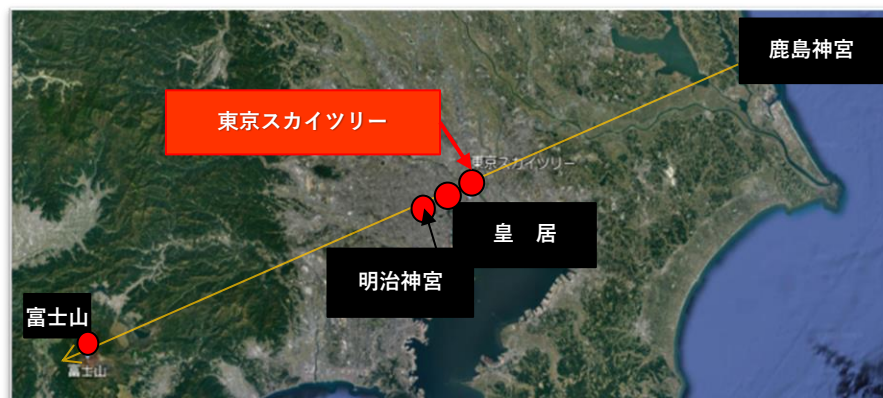 鹿島神宮
東京スカイツリー
東京スカイツリー
皇　居
明治神宮
富士山
富士山